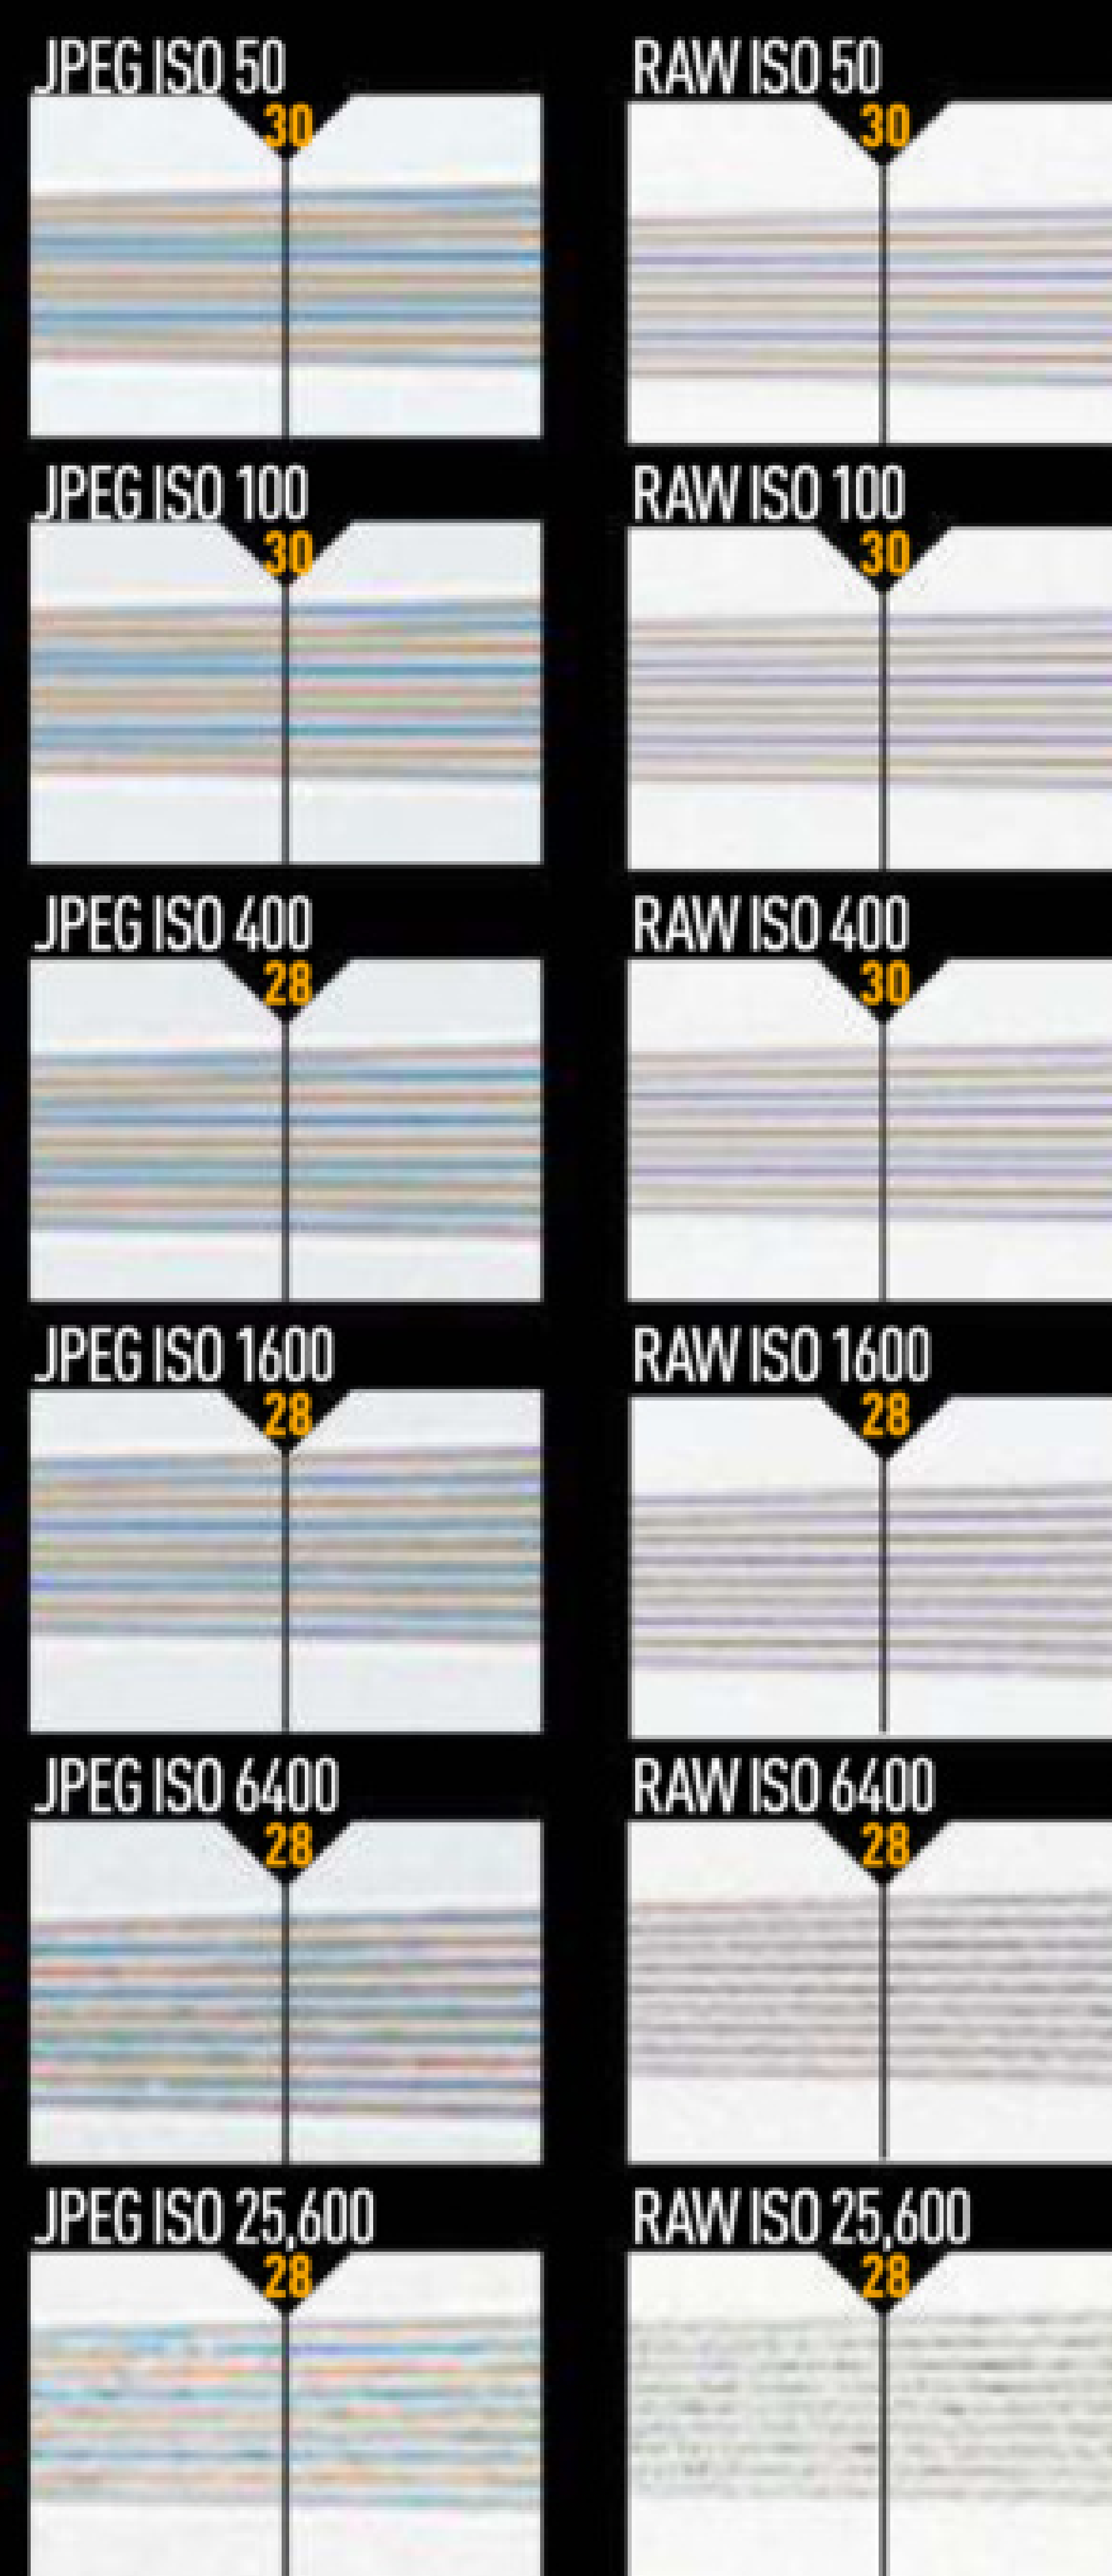 JPEG ISO 50
RAW ISO 50
30
30
JPEG ISO 100
RAW ISO 100
30
30
JPEG ISO 400
RAW ISO 400
28
30
JPEG ISO 1600
RAW ISO 1600
28
28
JPEG ISO 6400
RAW ISO 6400
28
28
JPEG ISO 25,600
RAW ISO 25,600
28
28